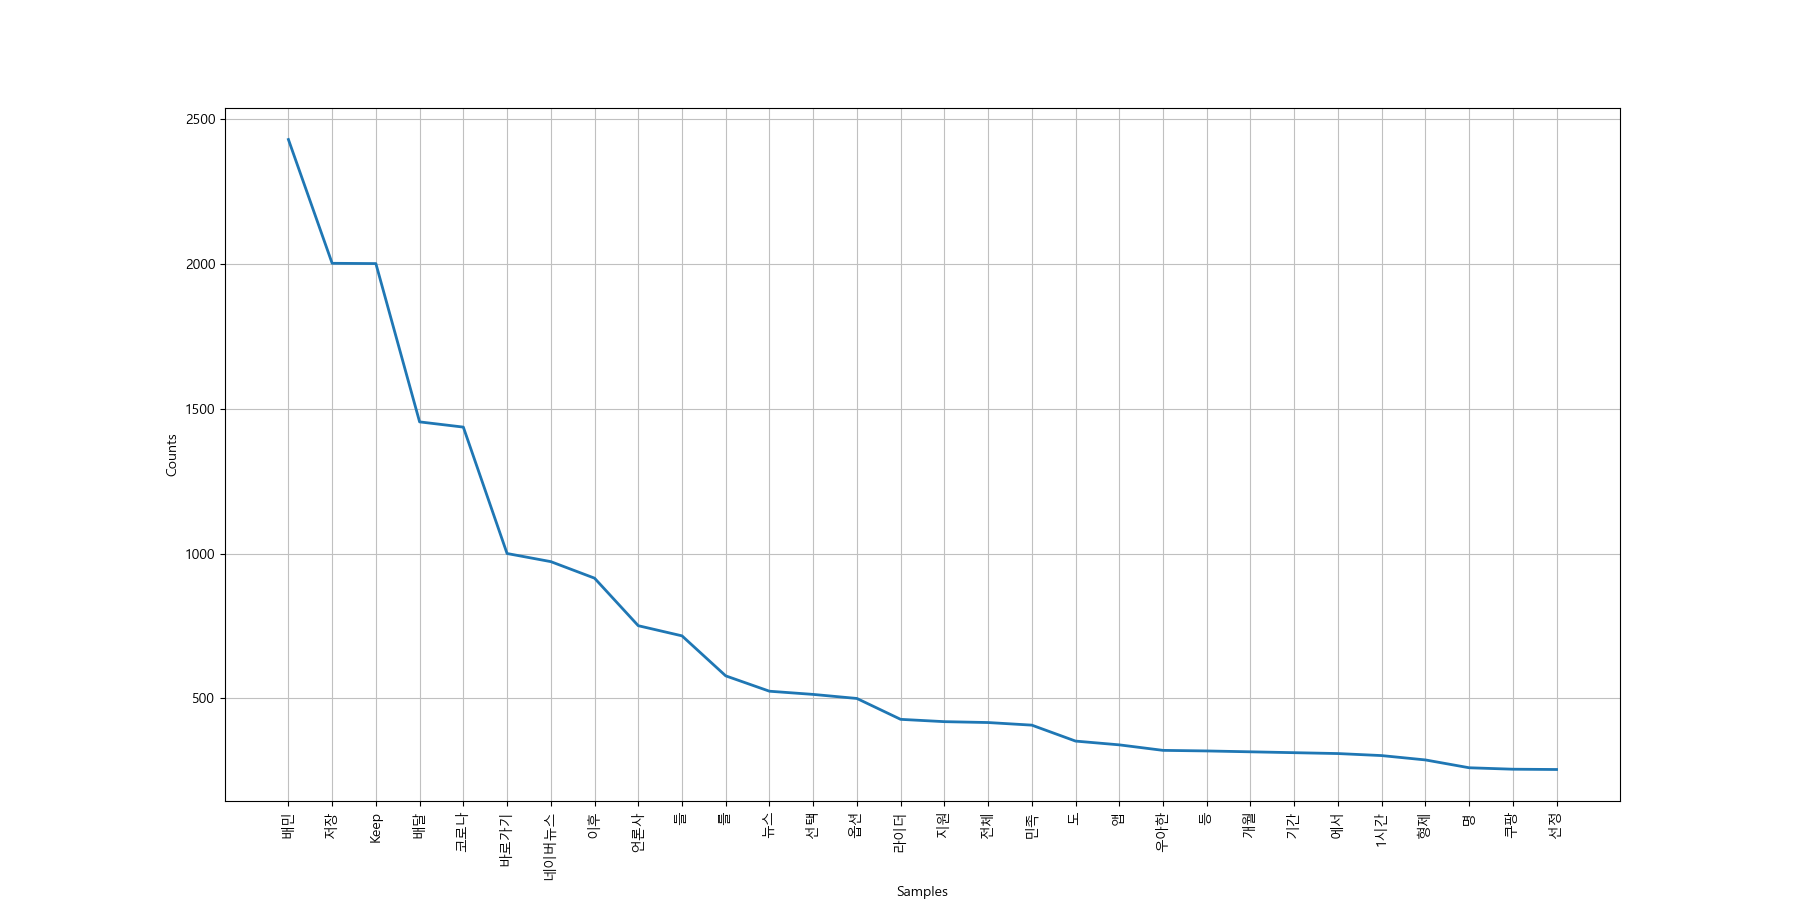 2500
2000
1500
1000
500
Counts
배민
저장
Keep
배달
코로나
바로가기
네이버뉴스
이후
언론사
들
를
뉴스
선택
옵션
라이더
지원
전체
민족
도
앱
우아한
등
개월
기간
에서
1시간
형제
명
쿠팡
선정
Samples